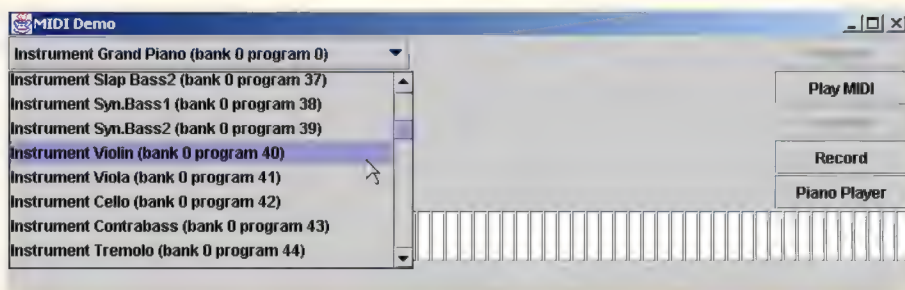 MIDI Demo
Instrument Grand Piano (bank 0 program 0)
Instrument Slap Bass2 (bank 0 program 37)
Instrument Syn.Bass1 (bank 0 program 38)
Instrument Syn.Bass2 (bank 0 program 39)
Instrument Violin (bank 0 program 40)
Instrument Viola (bank 0 program 41)
Instrument Cello (bank 0 program 42)
Instrument Contrabass (bank 0 program 43)
Instrument Tremolo (bank 0 program 44)
Play MIDI
Record
Piano Player